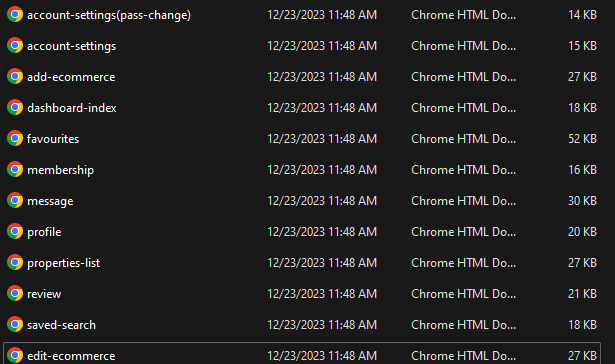 account-settings(pass-change) 12/23/2023 11:48 AM Chrome HTML Do... 14 KB
account-settings 12/23/2023 11:48 AM Chrome HTML Do... 15 KB
add-ecommerce 12/23/2023 11:48 AM Chrome HTML Do... 27 KB
dashboard-index 12/23/2023 11:48 AM Chrome HTML Do... 18 KB
favourites 12/23/2023 11:48 AM Chrome HTML Do... 52 KB
membership 12/23/2023 11:48 AM Chrome HTML Do... 16 KB
message 12/23/2023 11:48 AM Chrome HTML Do... 30 KB
profile 12/23/2023 11:48 AM Chrome HTML Do... 20 KB
properties-list 12/23/2023 11:48 AM Chrome HTML Do... 27 KB
review 12/23/2023 11:48 AM Chrome HTML Do... 21 KB
saved-search 12/23/2023 11:48 AM Chrome HTML Do... 18 KB
edit-ecommerce 12/23/2023 11:48 AM Chrome HTML Do... 27 KB